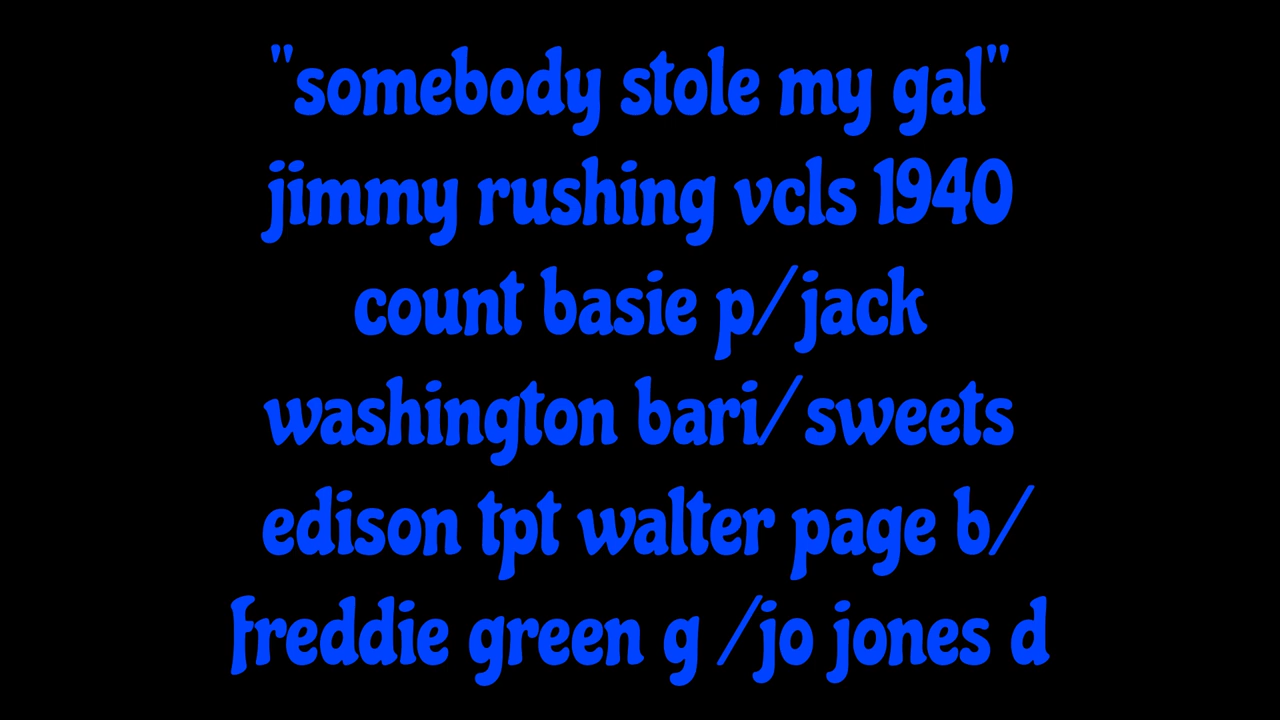 "somebody stole my gal"
jimmy rushing vcls 1940
count basie p/jack
washington bari/sweets
edison tpt walter page b/
freddie green g /jo jones d